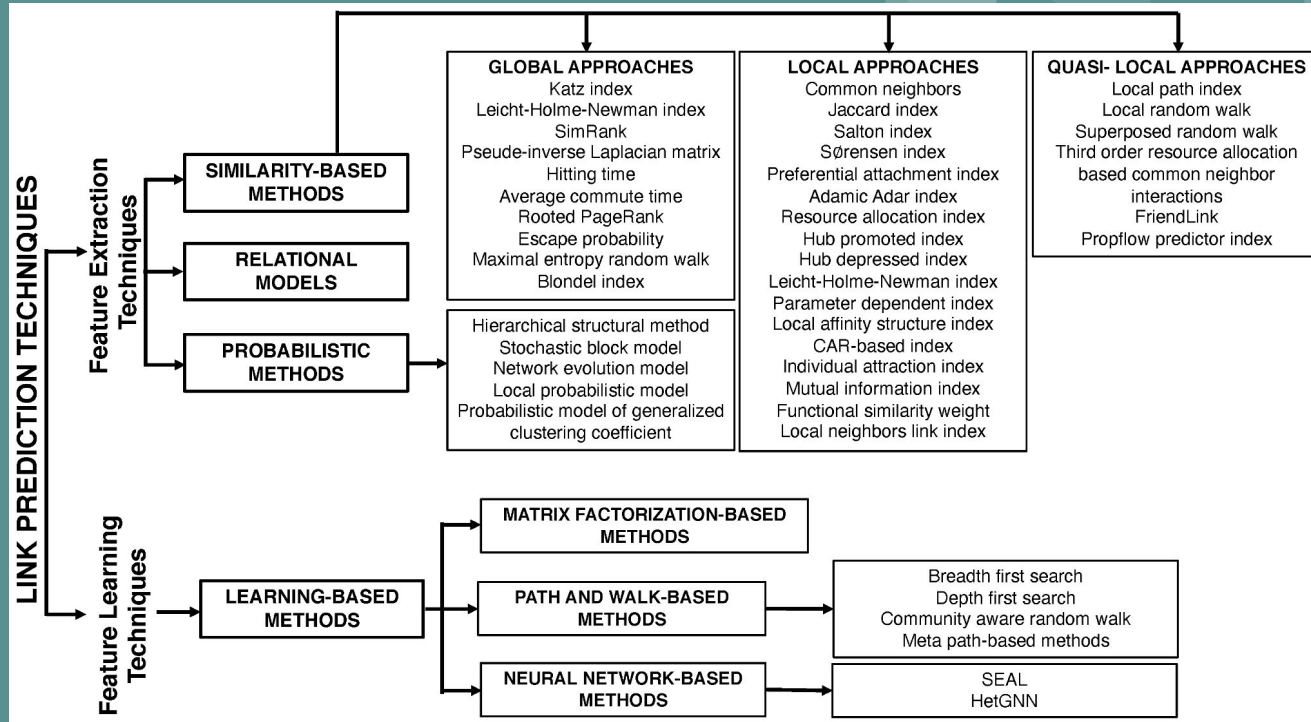 LINK PREDICTION TECHNIQUES
Feature Extraction
Techniques
SIMILARITY-BASED
METHODS
RELATIONAL
MODELS
PROBABILISTIC
METHODS
GLOBAL APPROACHES
Katz index
Leicht-Holme-Newman index
SimRank
Pseude-inverse Laplacian matrix
Hitting time
Average commute time
Rooted PageRank
Escape probability
Maximal entropy random walk
Blondel index
Hierarchical structural method
Stochastic block model
Network evolution model
Local probabilistic model
Probabilistic model of generalized
clustering coefficient
LOCAL APPROACHES
Common neighbors
Jaccard index
Salton index
SØrensen index
Preferential attachment index
Adamic Adar index
Resource allocation index
Hub promoted index
Hub depressed index
Leicht-Holme-Newman index
Parameter dependent index
Local affinity structure index
CAR-based index
Individual attraction index
Mutual information index
Functional similarity weight
Local neighbors link index
QUASI- LOCAL APPROACHES
Local path index
Local random walk
Superposed random walk
Third order resource allocation
based common neighbor
interactions
FriendLink
Propflow predictor index
Feature Learning
Techniques
LEARNING-BASED
METHODS
MATRIX FACTORIZATION-BASED
METHODS
PATH AND WALK-BASED
METHODS
Breadth first search
Depth first search
Community aware random walk
Meta path-based methods
NEURAL NETWORK-BASED
METHODS
SEAL
HetGNN